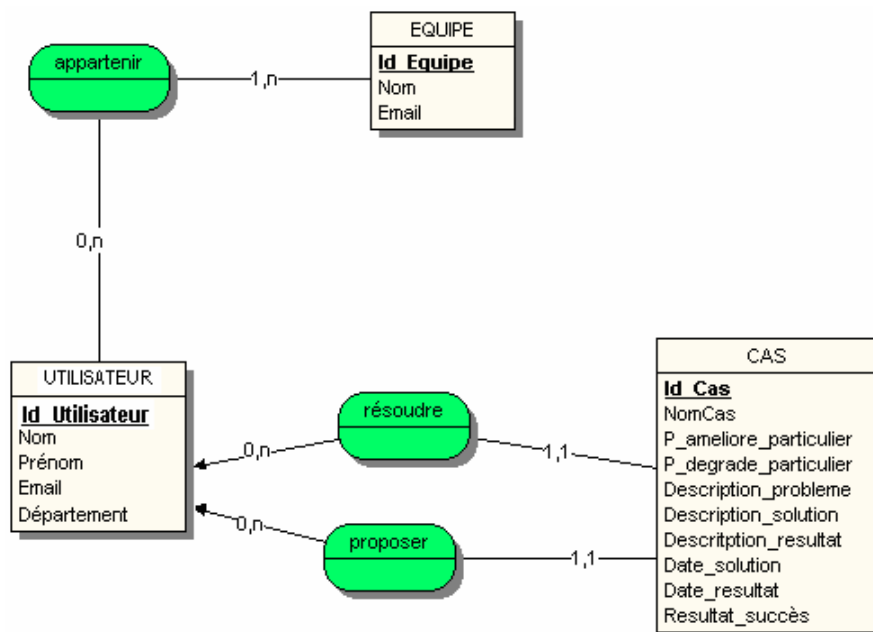 EQUIPE
Id_Equipe
Nom
Email
appartenir
1,n
0,n
UTILISATEUR
Id_Utilisateur
Nom
Prénom
Email
Département
résoudre
0,n
1,1
proposer
0,n
1,1
CAS
Id_Cas
NomCas
P_ameliore_particulier
P_degrade_particulier
Description_probleme
Description_solution
Descritption_resultat
Date_solution
Date_resultat
Resultat_succès